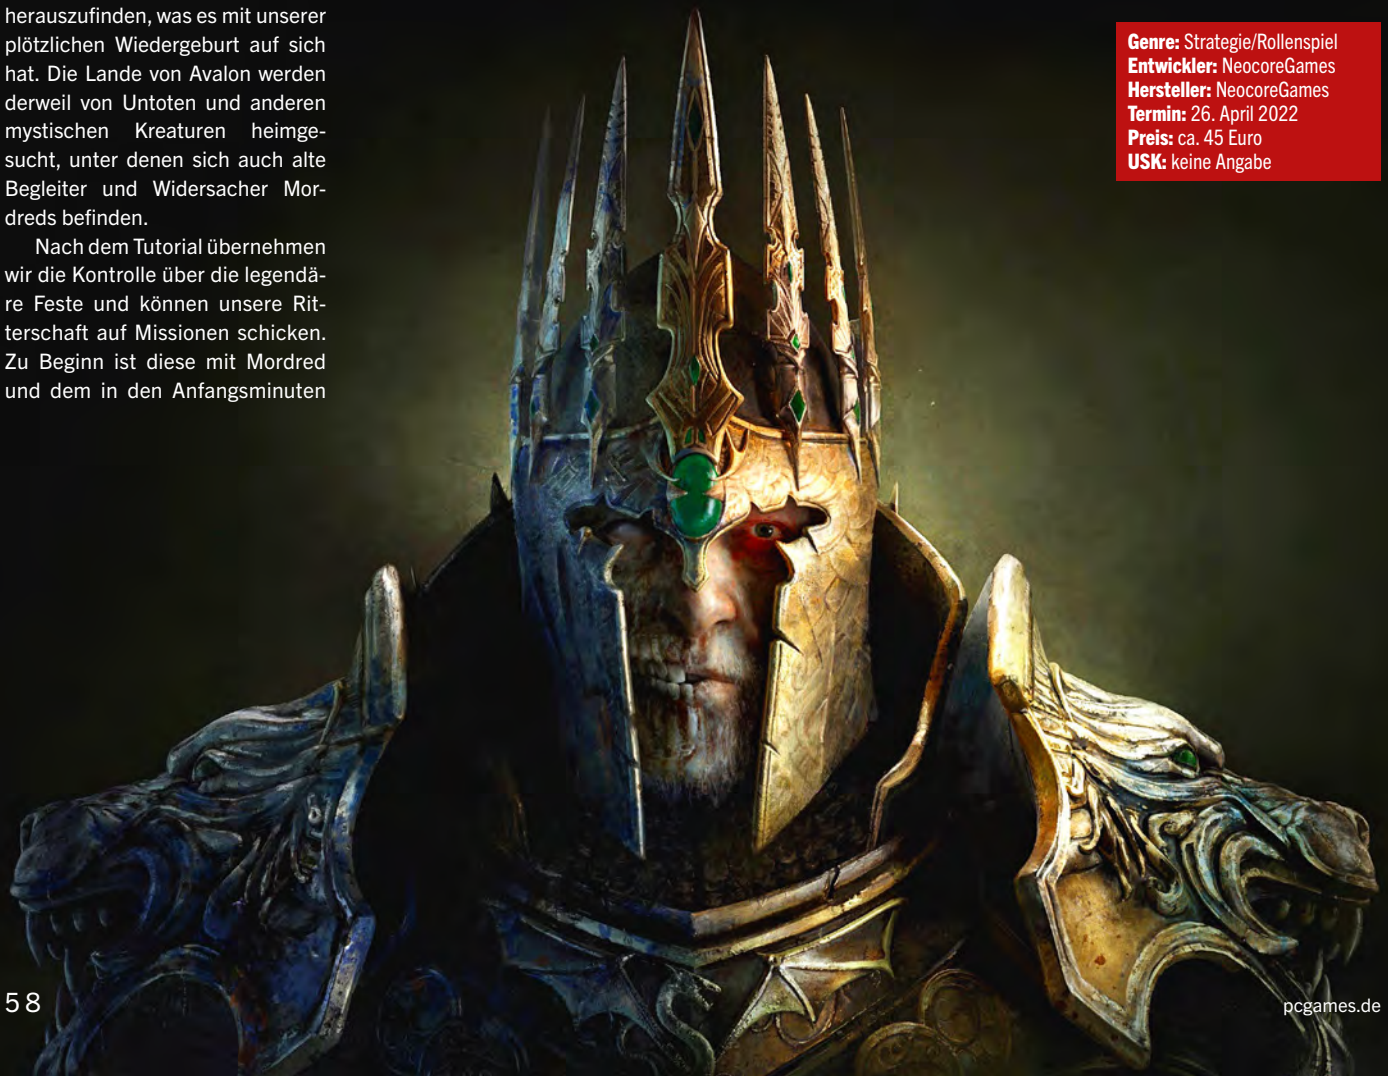 herauszufinden, was es mit unserer
plötzlichen Wiedergeburt auf sich
hat. Die Lande von Avalon werden
derweil von Untoten und anderen
mystischen Kreaturen heimge-
sucht, unter denen sich auch alte
Begleiter und Widersacher Mor-
dreds befinden.
Nach dem Tutorial übernehmen
wir die Kontrolle über die legendä-
re Feste und können unsere Rit-
terschaft auf Missionen schicken.
Zu Beginn ist diese mit Mordred
und dem in den Anfangsminuten
Genre: Strategie/Rollenspiel
Entwickler: NeocoreGames
Hersteller: NeocoreGames
Termin: 26. April 2022
Preis: ca. 45 Euro
USK: keine Angabe
58
pcgames.de